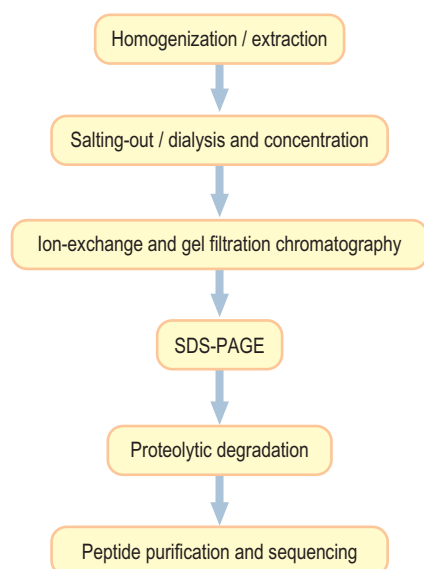 Homogenization / extraction
Salting-out / dialysis and concentration
Ion-exchange and gel filtration chromatography
SDS-PAGE
Proteolytic degradation
Peptide purification and sequencing